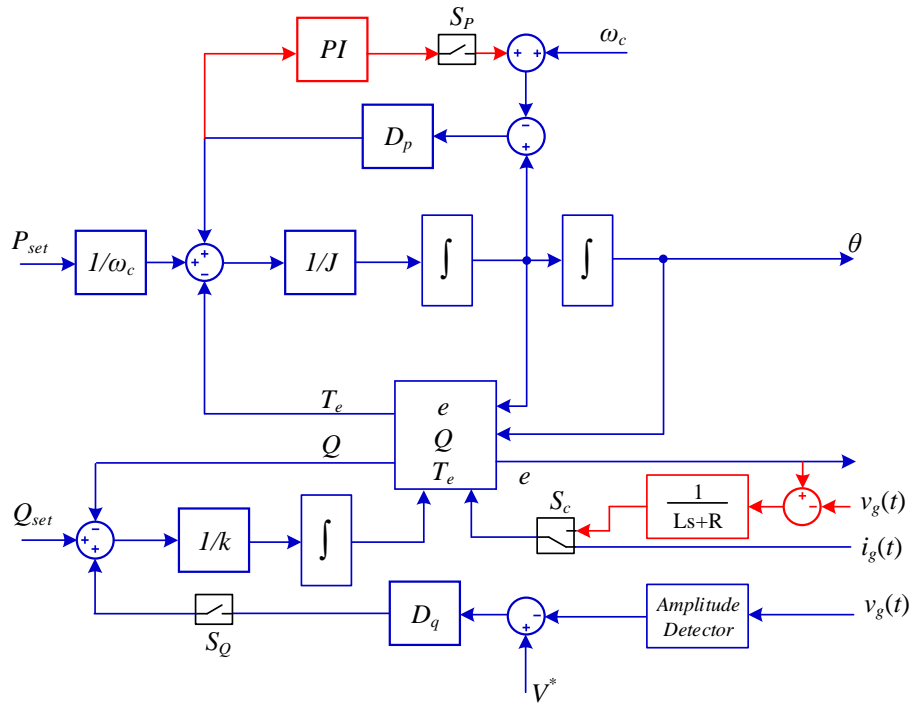 S_P
PI
+ +
ω_c
D_p
−
+
P_set
1/ω_c
+
+
−
1/J
∫
∫
θ
T_e
e
Q
Q
T_e
e
S_c
1/(Ls+R)
+
−
v_g(t)
i_g(t)
Q_set
−
+
+
1/k
∫
S_Q
D_q
−
+
Amplitude
Detector
v_g(t)
V^*